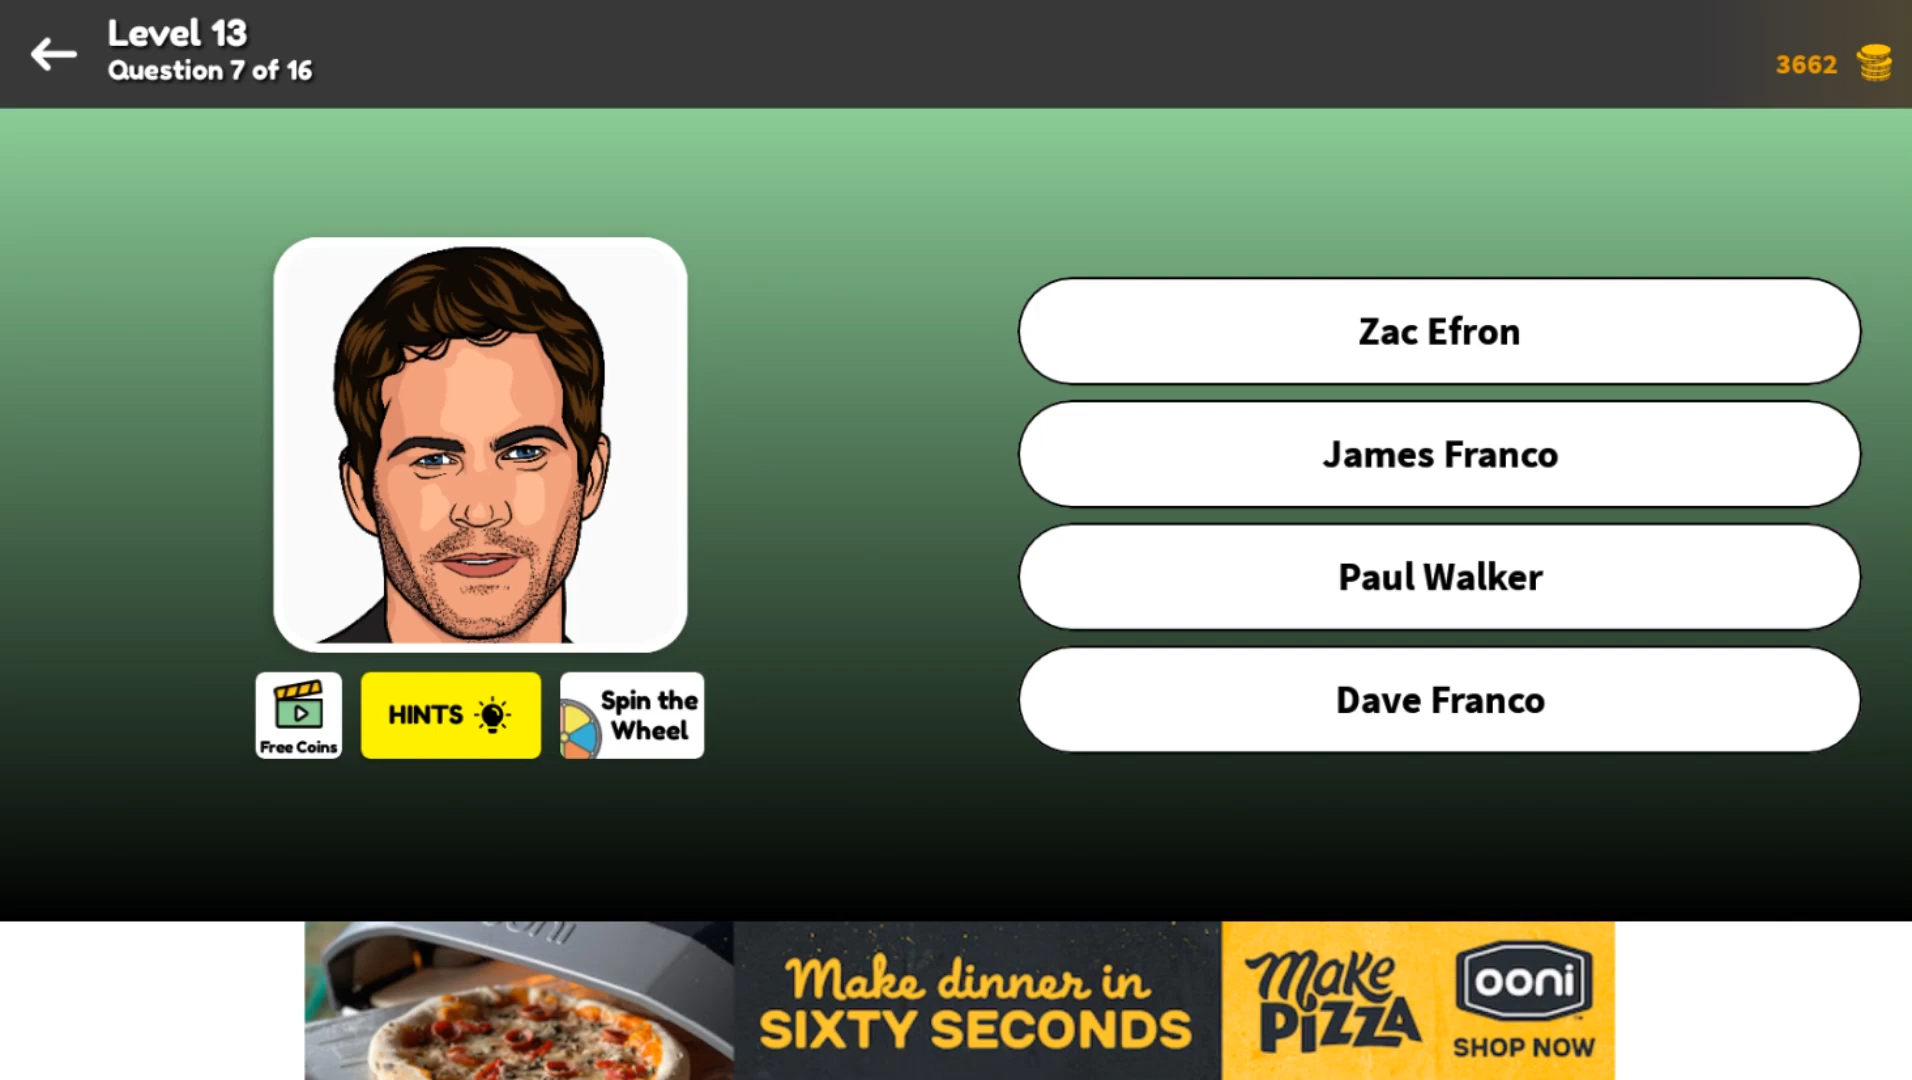 Level 13
Question 7 of 16
3662
Zac Efron
James Franco
Paul Walker
Dave Franco
Free Coins
HINTS
Spin the
Wheel
ooni
Make dinner in
SIXTY SECONDS
Make
PIZZA
ooni
SHOP NOW